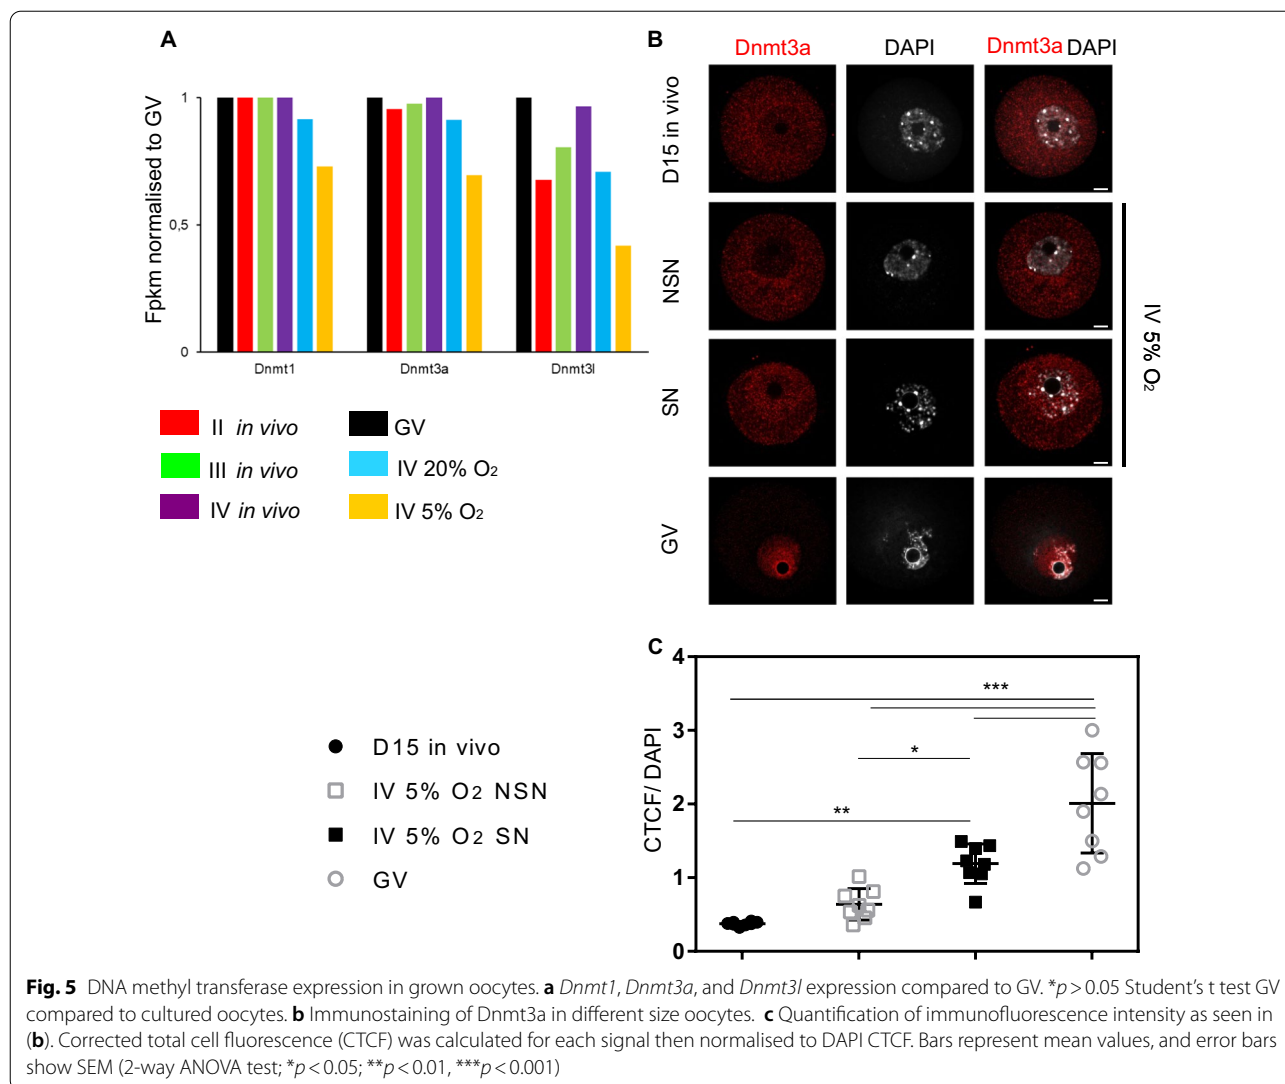 A
Fpkm normalised to GV
1
0,5
0
Dnmt1 Dnmt3a Dnmt3l
II in vivo
III in vivo
IV in vivo
GV
IV 20% O2
IV 5% O2
B
Dnmt3a DAPI Dnmt3a DAPI
D15 in vivo
NSN
SN
GV
IV 5% O2
C
CTCF/ DAPI
4
3
2
1
0
***
*
**
D15 in vivo
IV 5% O2 NSN
IV 5% O2 SN
GV
Fig. 5 DNA methyl transferase expression in grown oocytes. a Dnmt1, Dnmt3a, and Dnmt3l expression compared to GV. *p > 0.05 Student's t test GV
compared to cultured oocytes. b Immunostaining of Dnmt3a in different size oocytes. c Quantification of immunofluorescence intensity as seen in
(b). Corrected total cell fluorescence (CTCF) was calculated for each signal then normalised to DAPI CTCF. Bars represent mean values, and error bars
show SEM (2-way ANOVA test; *p < 0.05; **p < 0.01, ***p < 0.001)